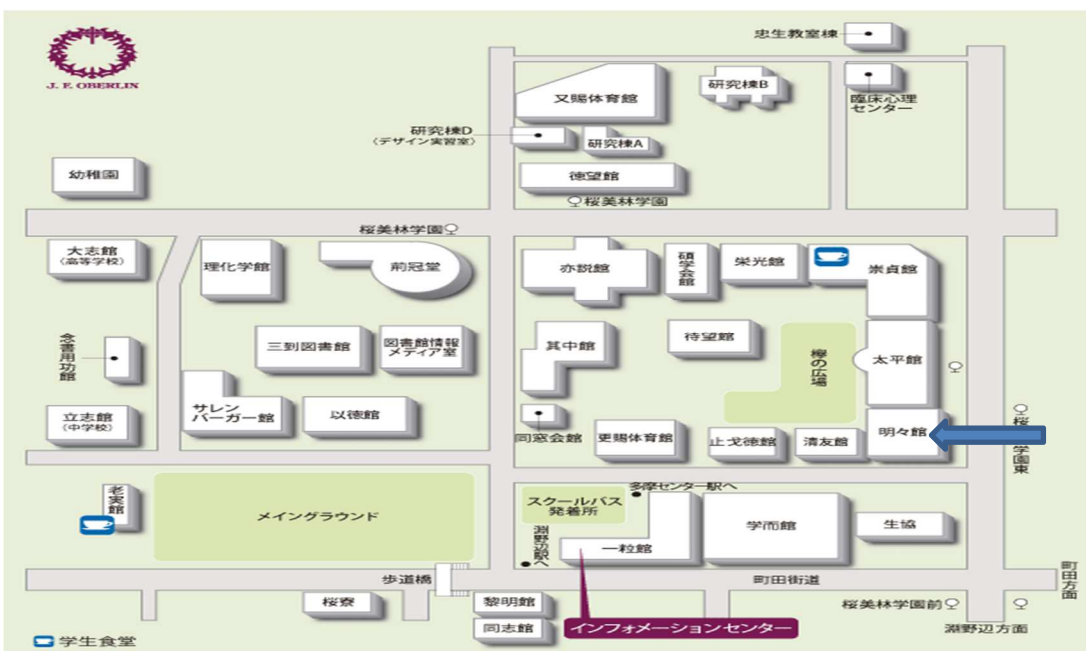 J. F. OBERLIN
忠生教室棟
又賜体育館
研究棟B
臨床心理
センター
研究棟D
(デザイン実習室)
研究棟A
幼稚園
徳望館
桜美林学園
桜美林学園
大志館
(高等学校)
理化学館
荊冠堂
亦説館
碩学会館
栄光館
崇貞館
念書用功館
三到図書館
図書館情報
メディア室
其中館
待望館
欅の広場
太平館
立志館
(中学校)
サレン
バーガー館
以徳館
同窓会館
更賜体育館
止戈徳館
清友館
明々館
老実館
メイングラウンド
スクールバス
発着所
多摩センター駅へ
淵野辺駅へ
一粒館
学而館
生協
歩道橋
町田街道
町田方面
桜寮
黎明館
桜美林学園前
同志館
インフォメーションセンター
淵野辺方面
学生食堂